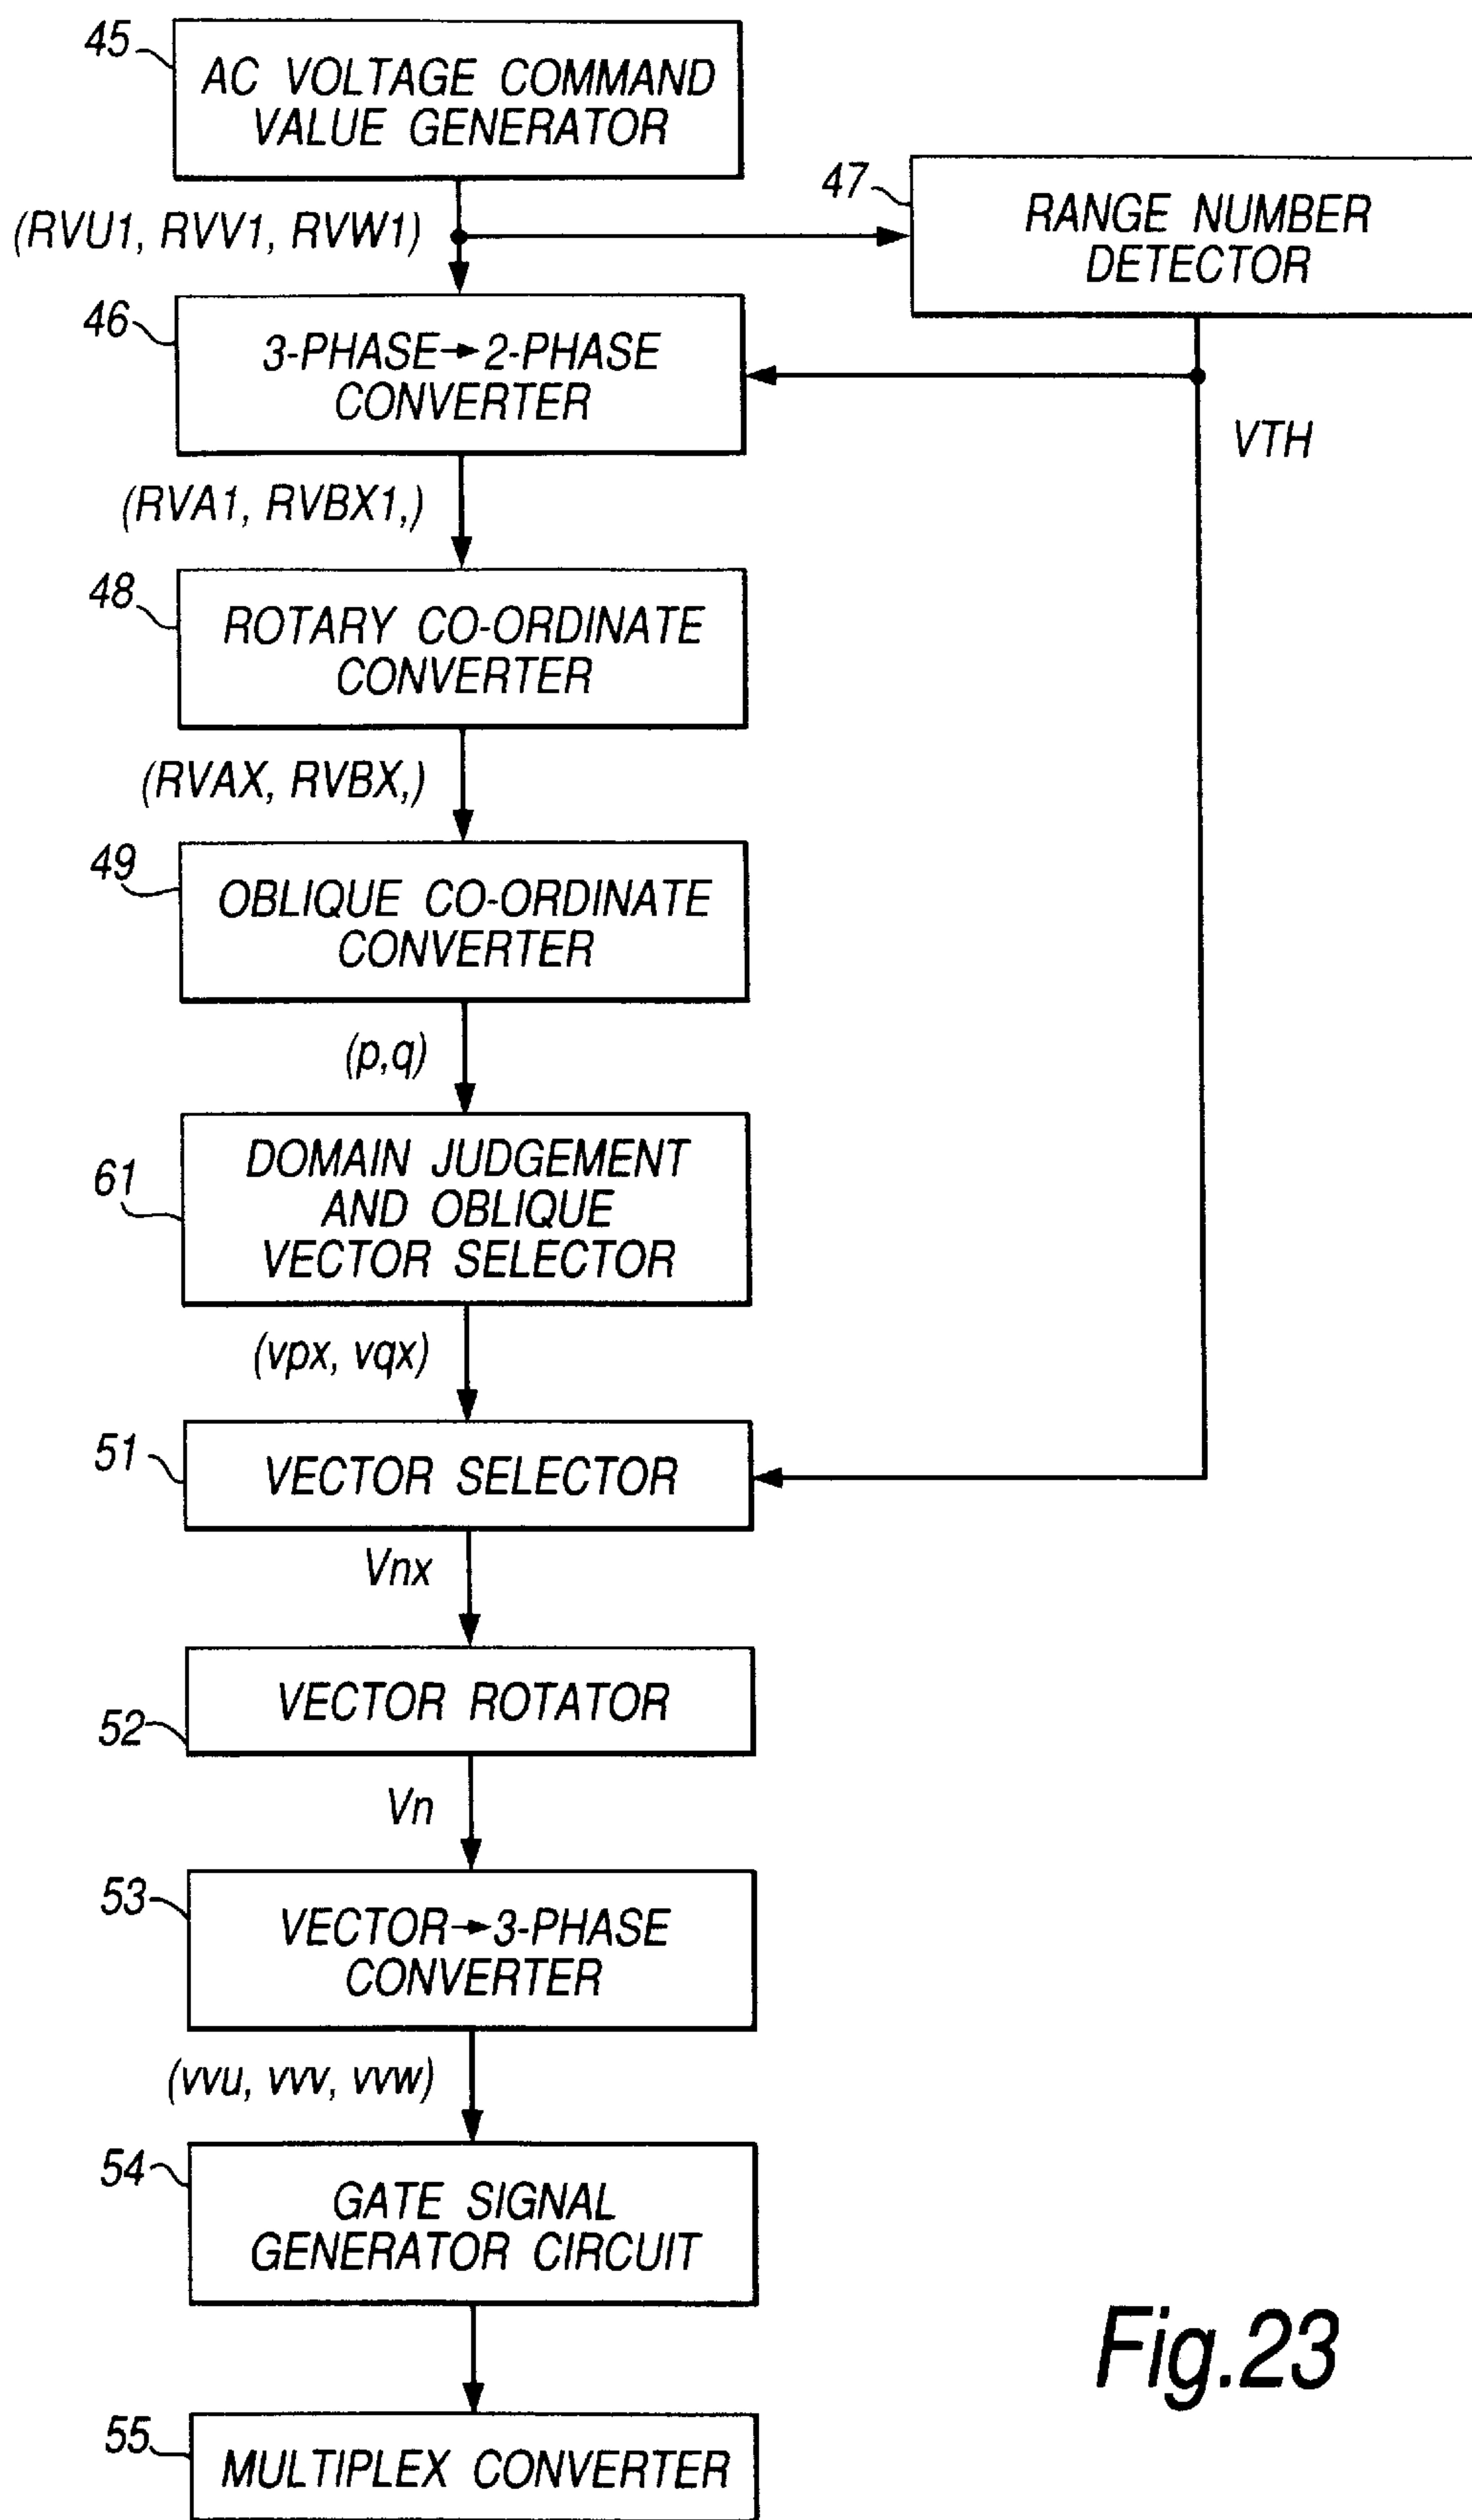 45
AC VOLTAGE COMMAND
VALUE GENERATOR
47
RANGE NUMBER
DETECTOR
(RVU1, RVV1, RVW1)
46
3-PHASE→2-PHASE
CONVERTER
VTH
(RVA1, RVBX1,)
48
ROTARY CO-ORDINATE
CONVERTER
(RVAX, RVBX,)
49
OBLIQUE CO-ORDINATE
CONVERTER
(p,q)
61
DOMAIN JUDGEMENT
AND OBLIQUE
VECTOR SELECTOR
(vpx, vqx)
51
VECTOR SELECTOR
Vnx
VECTOR ROTATOR
52
Vn
53
VECTOR→3-PHASE
CONVERTER
(vvu, vvv, vvw)
54
GATE SIGNAL
GENERATOR CIRCUIT
55
MULTIPLEX CONVERTER
Fig.23